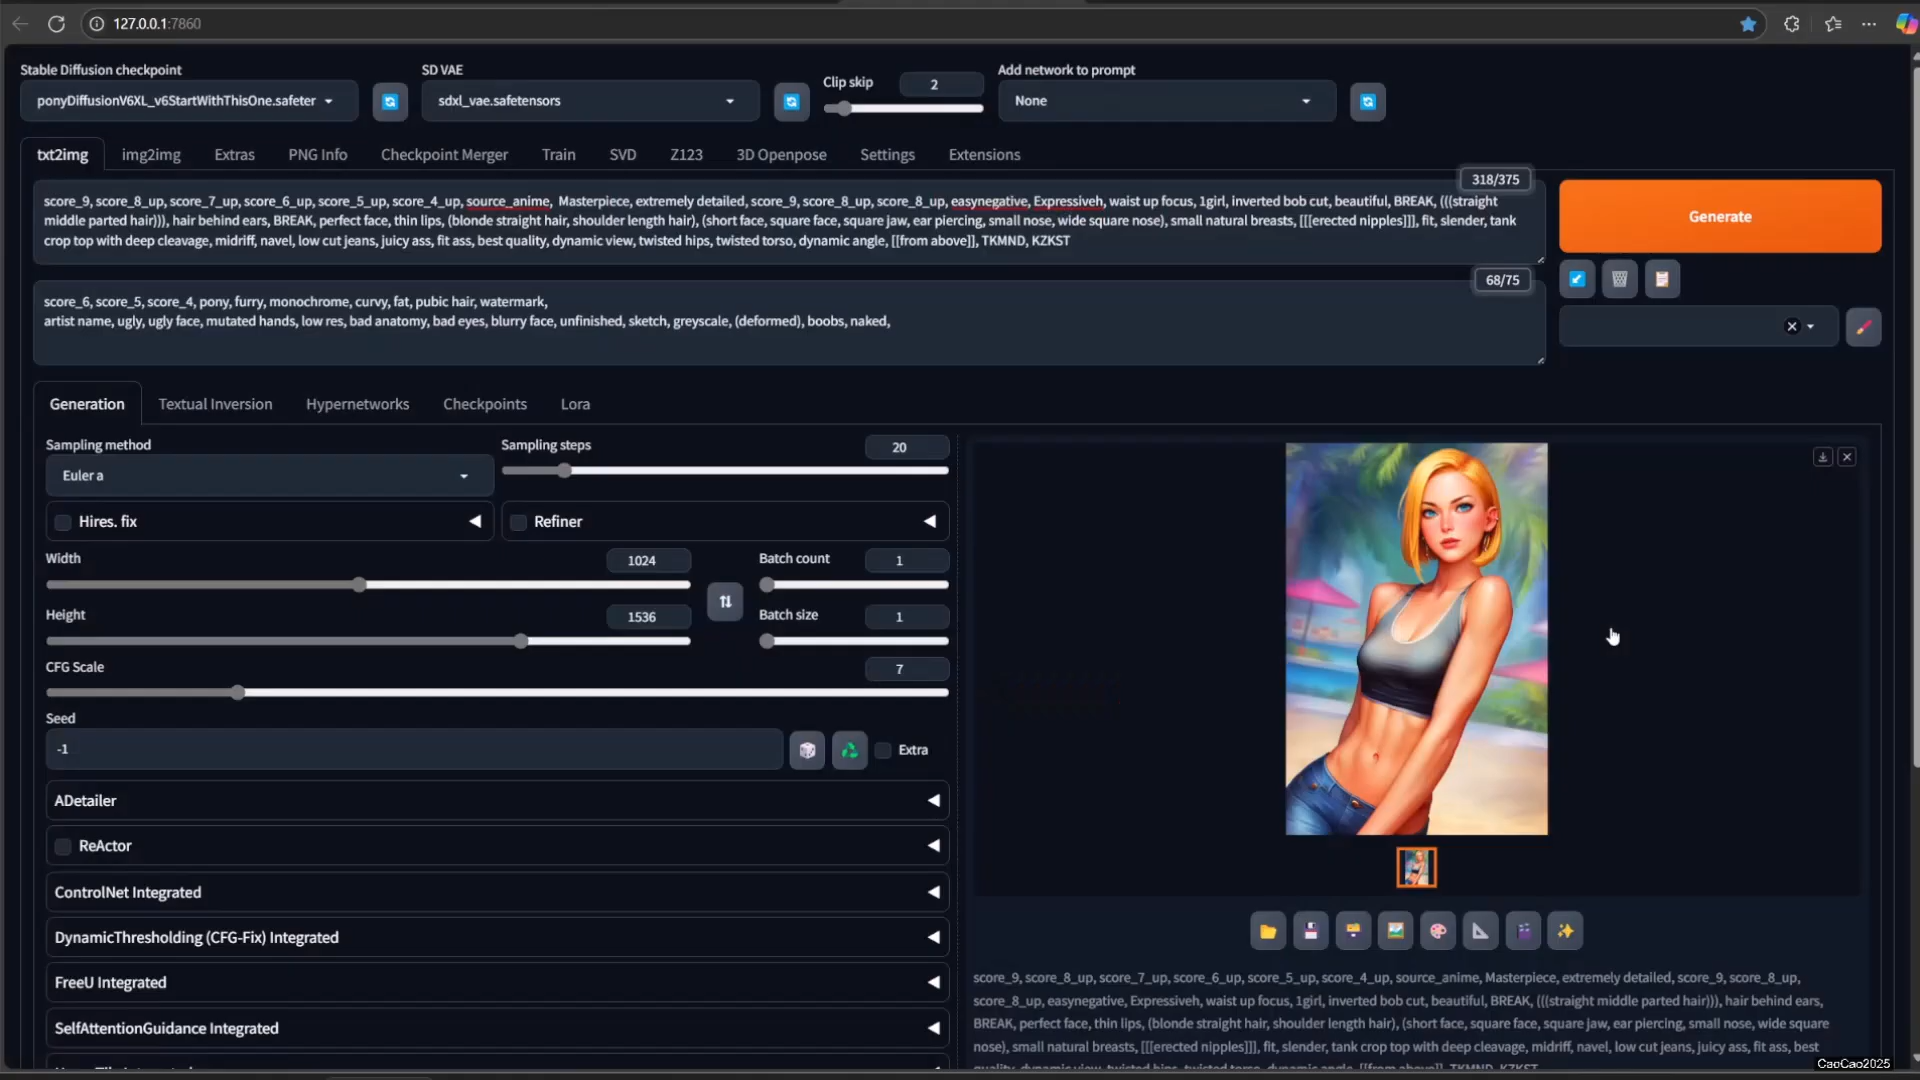 127.0.0.1:7860
Stable Diffusion checkpoint
ponyDiffusionV6XL_v6StartWithThisOne.safeter
SD VAE
sdxl_vae.safetensors
Clip skip
2
Add network to prompt
None
txt2img
img2img
Extras
PNG Info
Checkpoint Merger
Train
SVD
Z123
3D Openpose
Settings
Extensions
318/375
score_9, score_8_up, score_7_up, score_6_up, score_5_up, score_4_up, source_anime, Masterpiece, extremely detailed, score_9, score_8_up, score_8_up, easynegative, Expressiveh, waist up focus, 1girl, inverted bob cut, beautiful, BREAK, (((straight
middle parted hair))), hair behind ears, BREAK, perfect face, thin lips, (blonde straight hair, shoulder length hair), (short face, square face, square jaw, ear piercing, small nose, wide square nose), small natural breasts, [[[erected nipples]]], fit, slender, tank
crop top with deep cleavage, midriff, navel, low cut jeans, juicy ass, fit ass, best quality, dynamic view, twisted hips, twisted torso, dynamic angle, [[from above]], TKMND, KZKST
Generate
68/75
score_6, score_5, score_4, pony, furry, monochrome, curvy, fat, pubic hair, watermark,
artist name, ugly, ugly face, mutated hands, low res, bad anatomy, bad eyes, blurry face, unfinished, sketch, greyscale, (deformed), boobs, naked,
Generation
Textual Inversion
Hypernetworks
Checkpoints
Lora
Sampling method
Euler a
Sampling steps
20
Hires. fix
Refiner
Width
1024
Batch count
1
Height
1536
Batch size
1
CFG Scale
7
Seed
-1
Extra
ADetailer
ReActor
ControlNet Integrated
DynamicThresholding (CFG-Fix) Integrated
FreeU Integrated
SelfAttentionGuidance Integrated
score_9, score_8_up, score_7_up, score_6_up, score_5_up, score_4_up, source_anime, Masterpiece, extremely detailed, score_9, score_8_up,
score_8_up, easynegative, Expressiveh, waist up focus, 1girl, inverted bob cut, beautiful, BREAK, (((straight middle parted hair))), hair behind ears,
BREAK, perfect face, thin lips, (blonde straight hair, shoulder length hair), (short face, square face, square jaw, ear piercing, small nose, wide square
nose), small natural breasts, [[[erected nipples]]], fit, slender, tank crop top with deep cleavage, midriff, navel, low cut jeans, juicy ass, fit ass, best
quality, dynamic view, twisted hips, twisted torso, dynamic angle, [[from above]], TKMND, KZKST
CaoCao2025